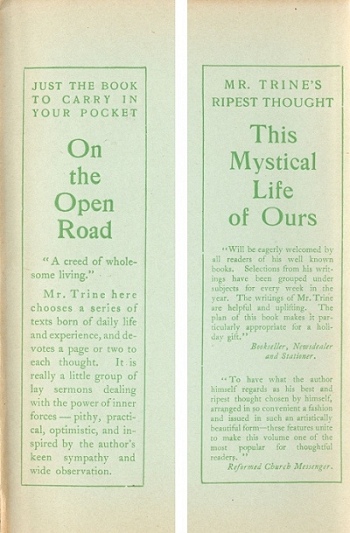 JUST THE BOOK
TO CARRY IN
YOUR POCKET
On
the
Open
Road
"A creed of whole-
some living."
Mr. Trine here
chooses a series of
texts born of daily life
and experience, and de-
votes a page or two to
each thought. It is
really a little group of
lay sermons dealing
with the power of inner
forces — pithy, practi-
cal, optimistic, and in-
spired by the author's
keen sympathy and
wide observation.
MR. TRINE'S
RIPEST THOUGHT
This
Mystical
Life
of Ours
"Will be eagerly welcomed by
all readers of his well known
books. Selections from his writ-
ings have been grouped under
subjects for every week in the
year. The writings of Mr. Trine
are helpful and uplifting. The
plan of this book makes it par-
ticularly appropriate for a holi-
day gift."
Bookseller, Newsdealer
and Stationer.
"To have what the author
himself regards as his best and
ripest thought chosen by himself,
arranged in so convenient a fashion
and issued in such an artistically
beautiful form—these features unite
to make this volume one of the
most popular for thoughtful
readers."
Reformed Church Messenger.